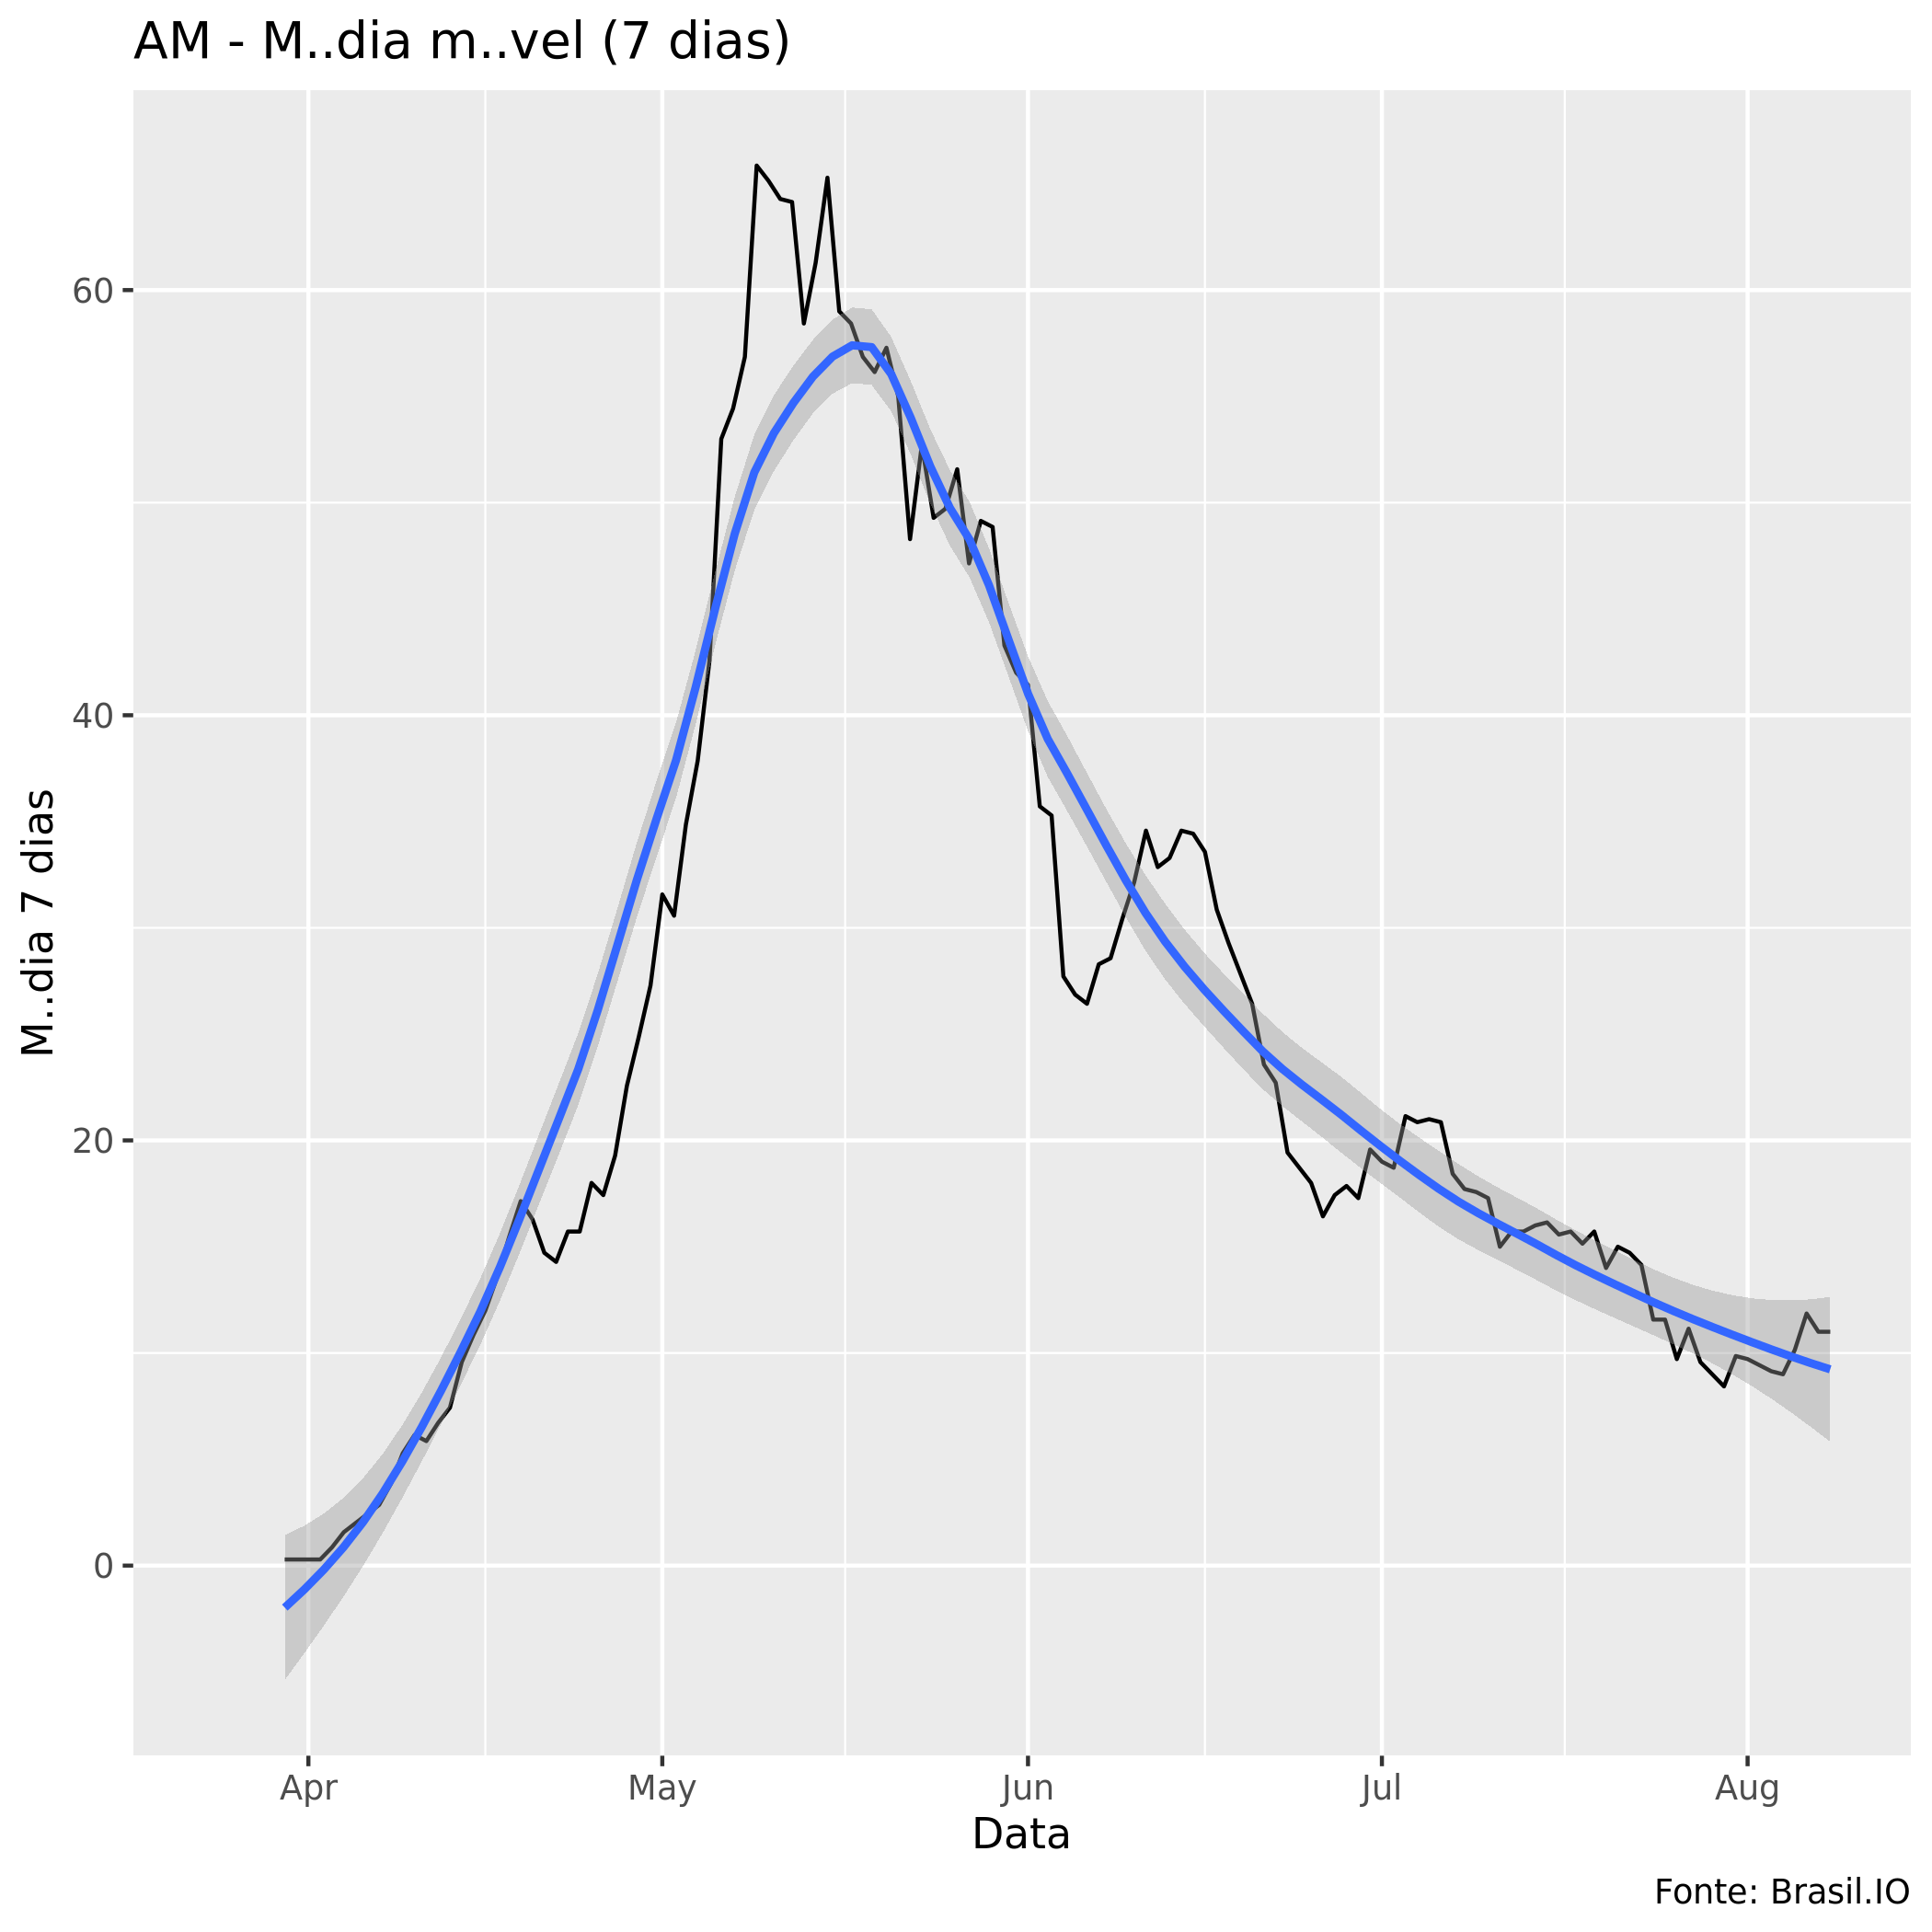 AM - M..dia m..vel (7 dias)
M..dia 7 dias
60
40
20
0
Apr May Jun Jul Aug
Data
Fonte: Brasil.IO